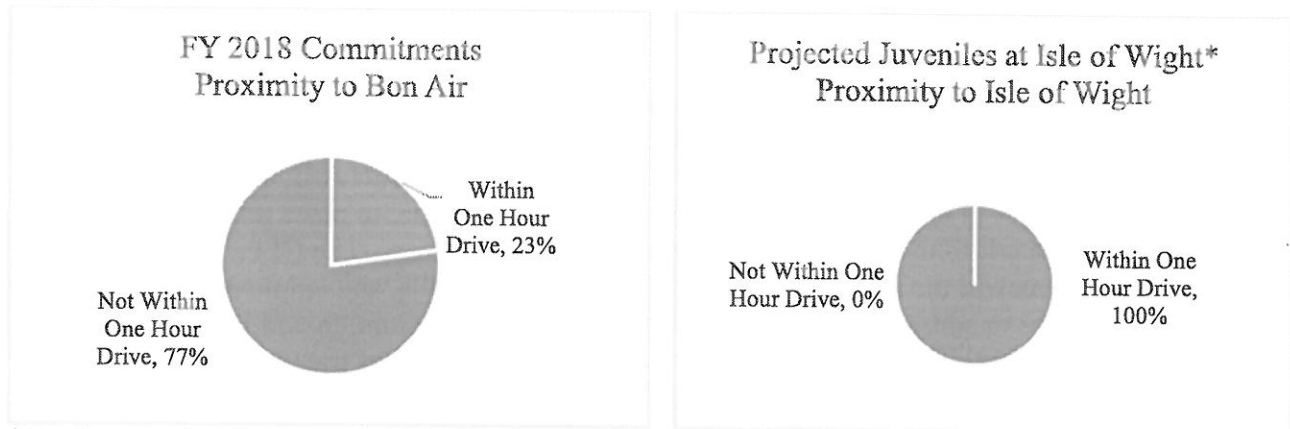 FY 2018 Commitments
Proximity to Bon Air
Within
One Hour
Drive, 23%
Not Within
One Hour
Drive, 77%
Projected Juveniles at Isle of Wight*
Proximity to Isle of Wight
Not Within One
Hour Drive, 0%
Within One
Hour Drive,
100%